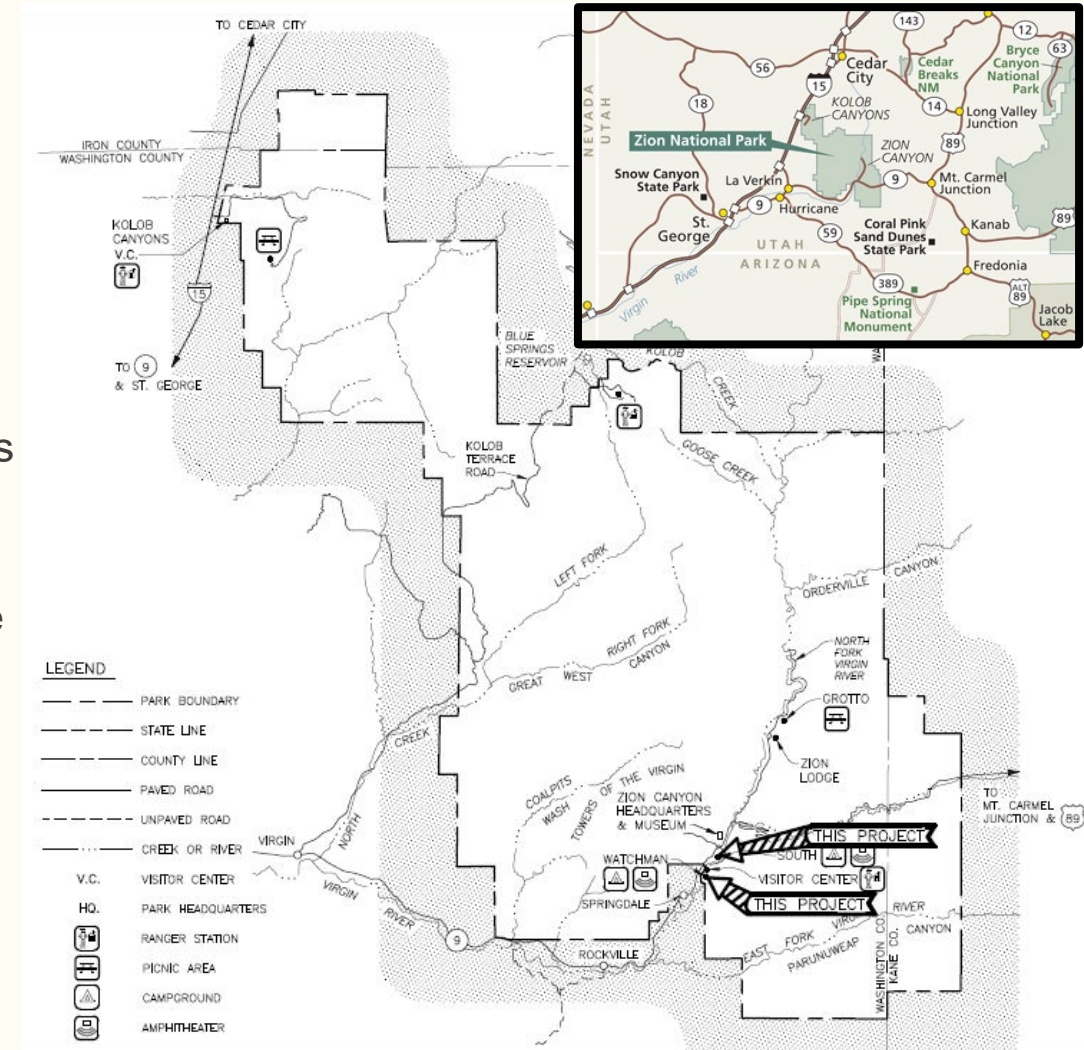 TO CEDAR CITY
IRON COUNTY
WASHINGTON COUNTY
KOLOB
CANYONS
V.C.
15
TO 9
& ST. GEORGE
BLUE
SPRINGS
RESERVOIR
KOLOB
CREEK
KOLOB
TERRACE
ROAD
GOOSE CREEK
s
e
LEFT FORK
ORDERVILLE CANYON
RIGHT FORK
GREAT WEST CANYON
NORTH
FORK
VIRGIN
RIVER
GROTTO
ZION
LODGE
TO
MT. CARMEL
JUNCTION & 89
COALPITS
WASH
TOWERS OF THE VIRGIN
ZION CANYON
HEADQUARTERS
& MUSEUM
THIS PROJECT
SOUTH
WATCHMAN
VISITOR CENTER
SPRINGDALE
THIS PROJECT
NORTH
CREEK
VIRGIN
VIRGIN RIVER
9
ROCKVILLE
EAST FORK VIRGIN RIVER
PARUNUWEAP CANYON
WASHINGTON CO.
KANE CO.
LEGEND
PARK BOUNDARY
STATE LINE
COUNTY LINE
PAVED ROAD
UNPAVED ROAD
CREEK OR RIVER
V.C. VISITOR CENTER
HQ. PARK HEADQUARTERS
RANGER STATION
PICNIC AREA
CAMPGROUND
AMPHITHEATER
NEVADA
UTAH
143
12
63
56
Cedar
City
Cedar
Breaks
NM
Bryce
Canyon
National
Park
15
18
KOLOB
CANYONS
14
Long Valley
Junction
89
Zion National Park
ZION
CANYON
Snow Canyon
State Park
La Verkin
9
Mt. Carmel
Junction
9
Hurricane
St.
George
59
Coral Pink
Sand Dunes
State Park
Kanab
89
UTAH
ARIZONA
Fredonia
Virgin River
389
ALT
89
Pipe Spring
National
Monument
Jacob
Lake